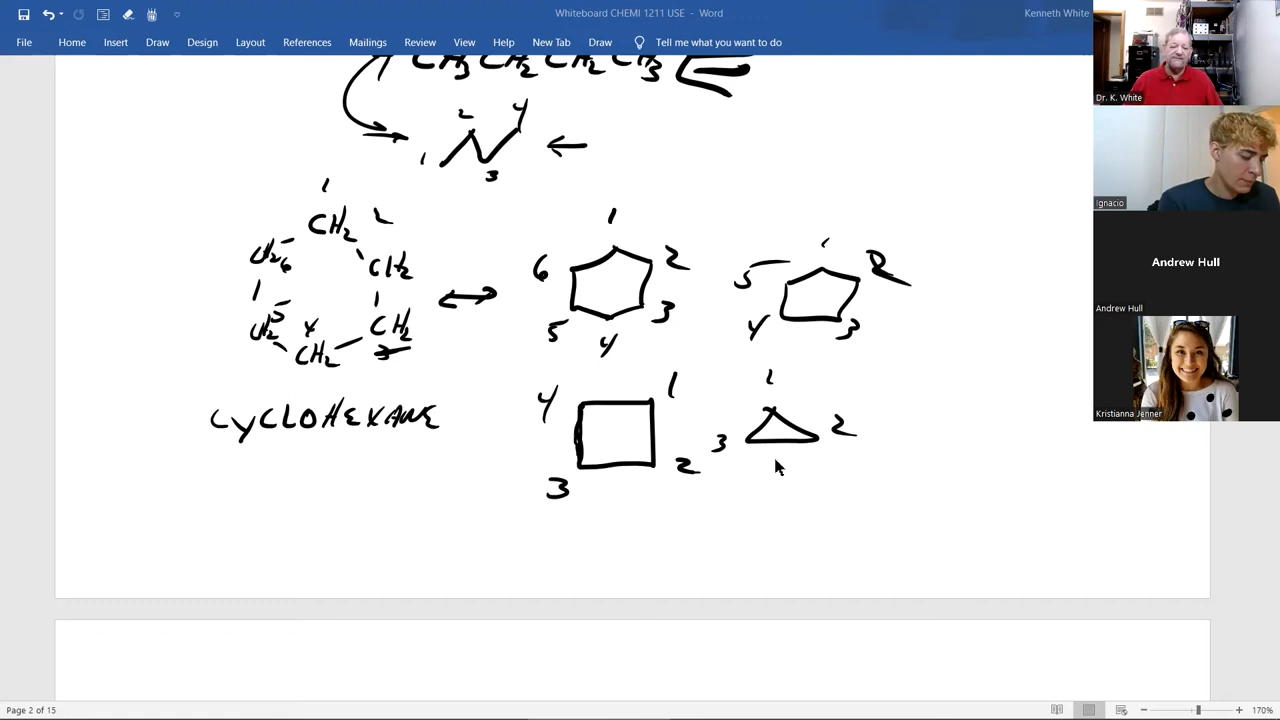 Whiteboard CHEMI 1211 USE - Word
Kenneth White
File Home Insert Draw Design Layout References Mailings Review View Help New Tab Draw Tell me what you want to do
CH3 CH2 CH2 CH3
2 4
1
3
1
CH2 2
CH2 6
CH2
CH2 5
4
CH2
CH2
3
1
6 2
5 3
4
1
5 2
4 3
CYCLOHEXANE
4 1
3 2
1
3 2
Dr. K. White
Ignacio
Andrew Hull
Andrew Hull
Kristianna Jenner
Page 2 of 15
170%